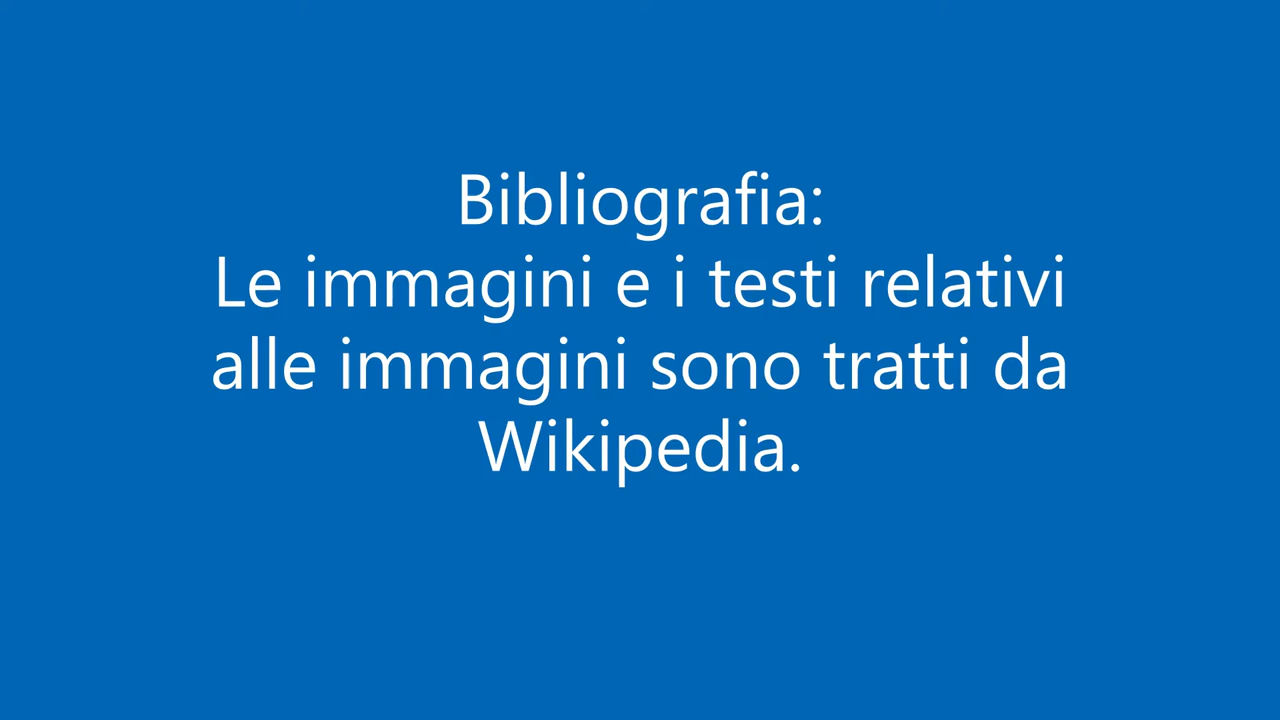 Bibliografia:
Le immagini e i testi relativi
alle immagini sono tratti da
Wikipedia.